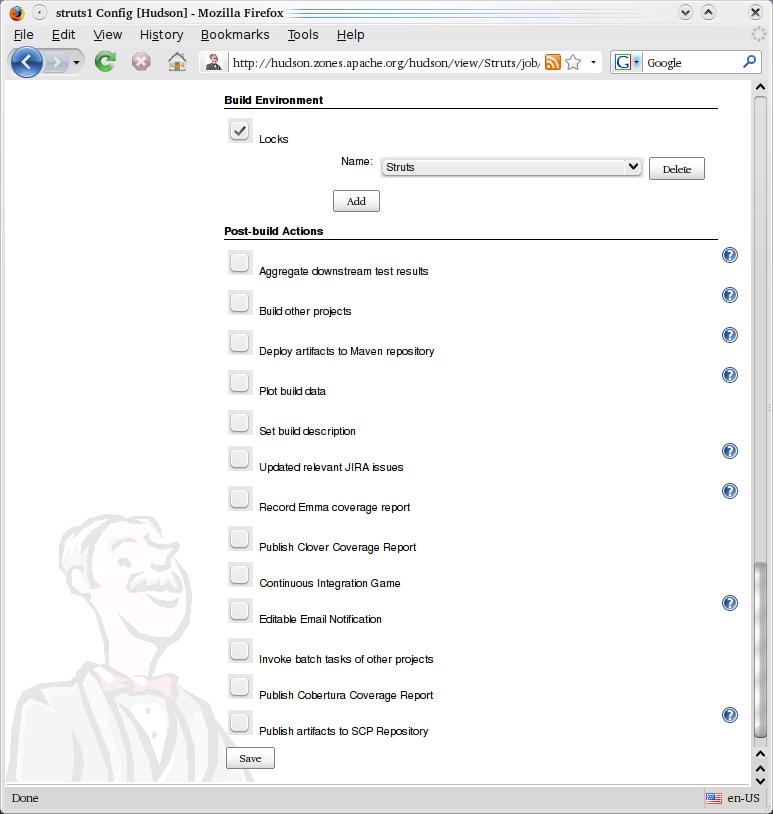 struts1 Config [Hudson] - Mozilla Firefox
File Edit View History Bookmarks Tools Help
http://hudson.zones.apache.org/hudson/view/Struts/job/ G Google
Build Environment
Locks
Name: Struts Delete
Add
Post-build Actions
Aggregate downstream test results ?
Build other projects ?
Deploy artifacts to Maven repository ?
Plot build data ?
Set build description
Updated relevant JIRA issues ?
Record Emma coverage report ?
Publish Clover Coverage Report
Continuous Integration Game
Editable Email Notification ?
Invoke batch tasks of other projects
Publish Cobertura Coverage Report
Publish artifacts to SCP Repository ?
Save
Done en-US